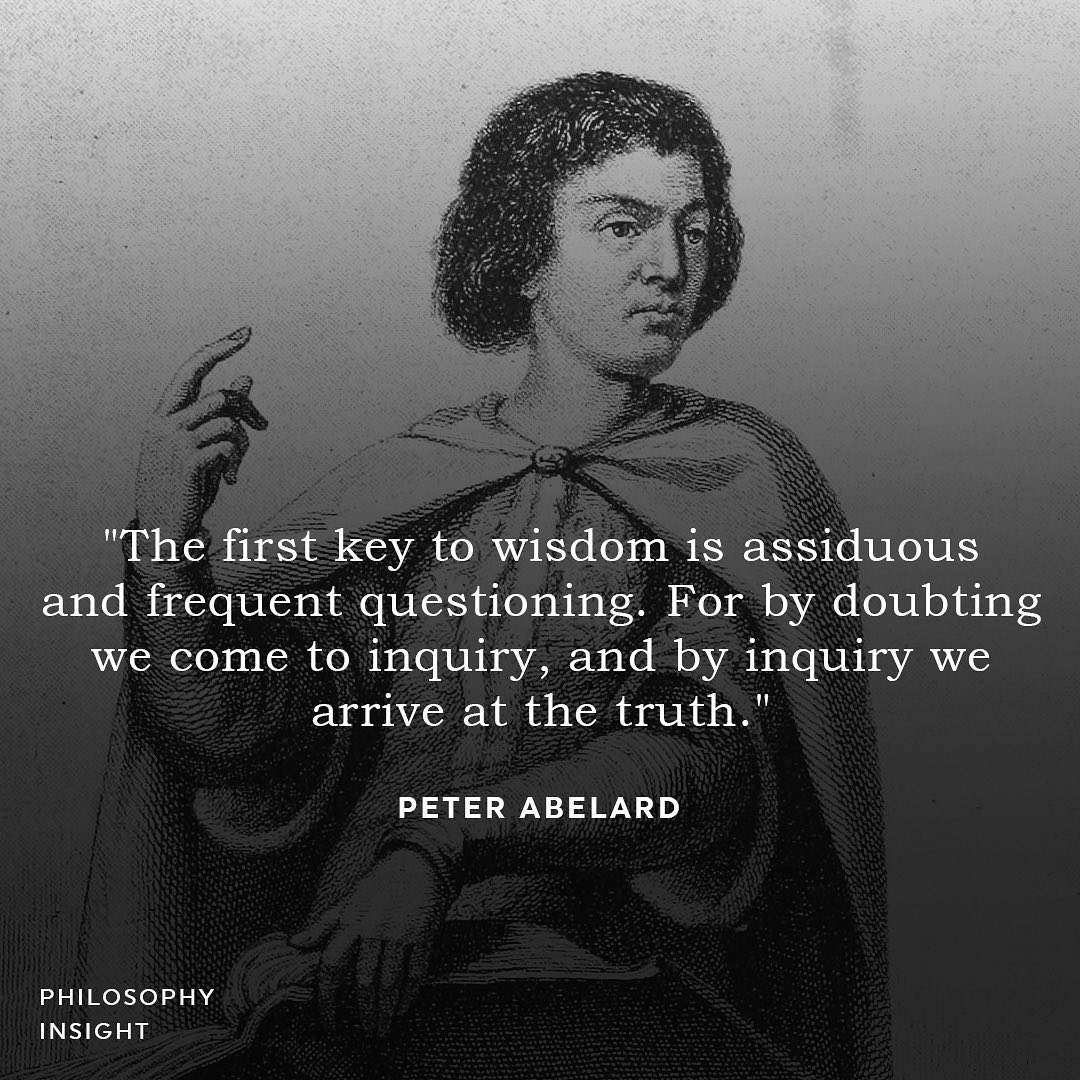 "The first key to wisdom is assiduous
and frequent questioning. For by doubting
we come to inquiry, and by inquiry we
arrive at the truth."
PETER ABELARD
PHILOSOPHY
INSIGHT